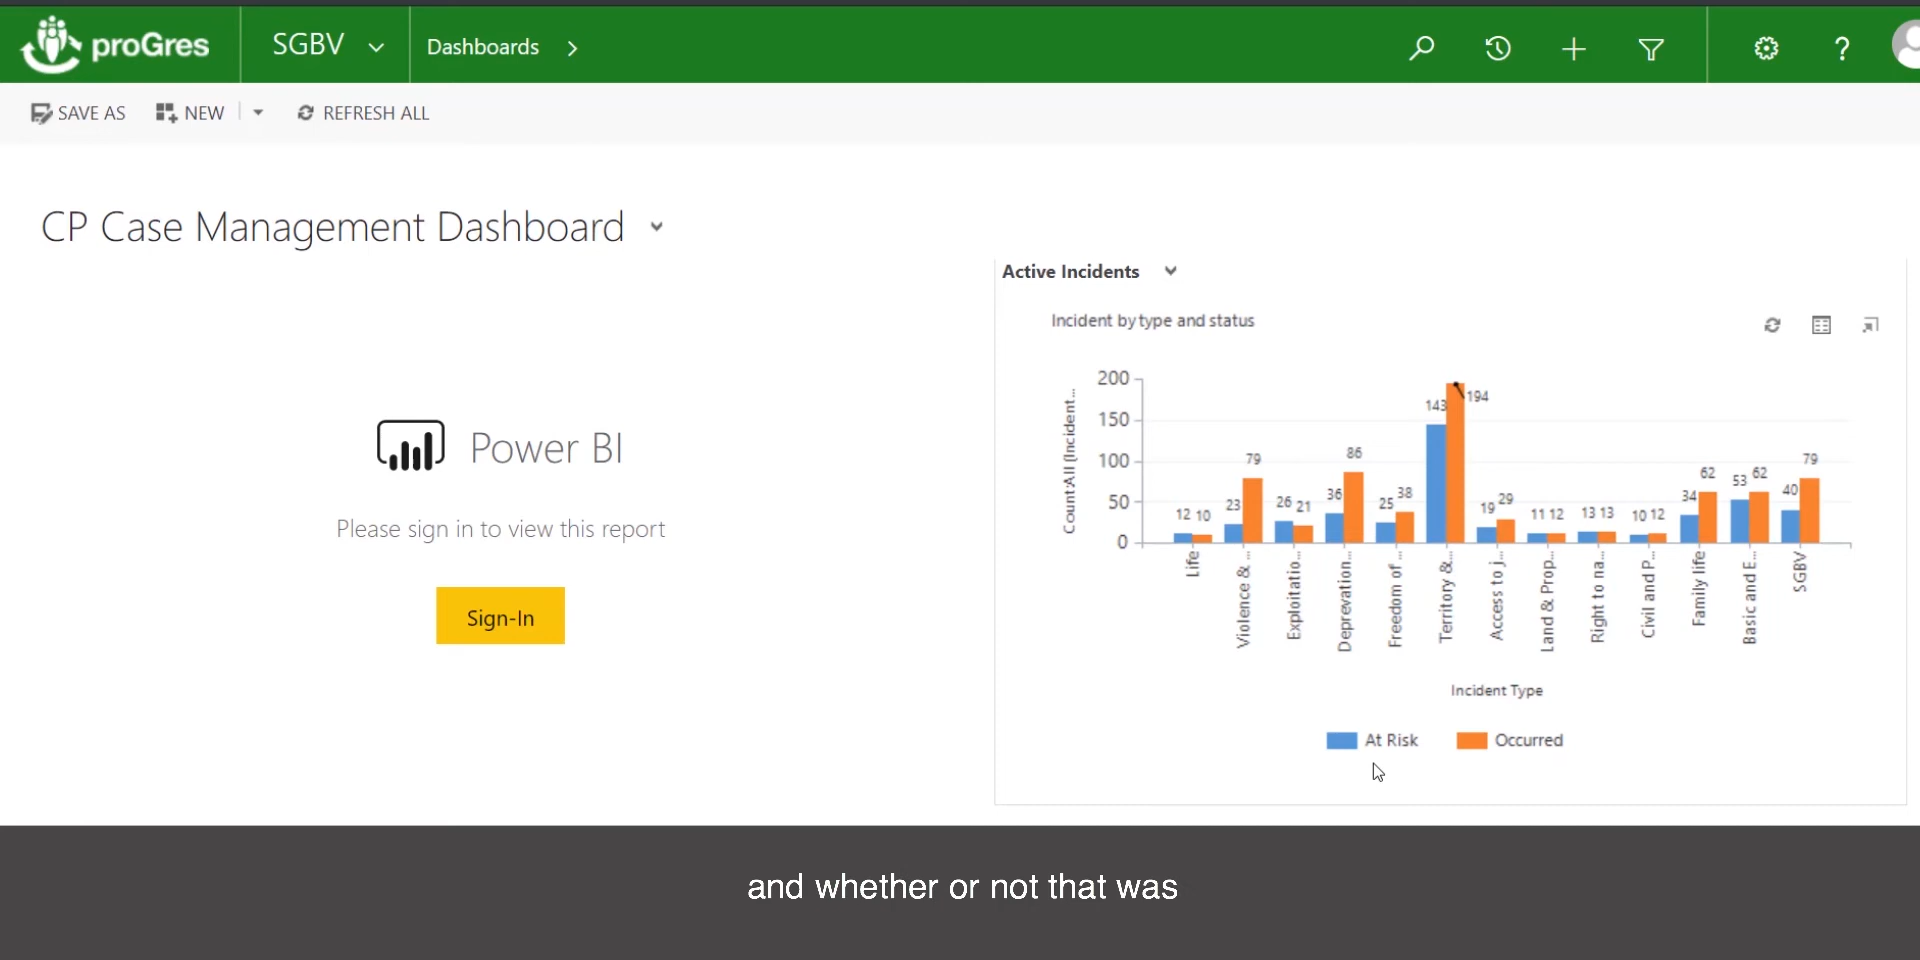 proGres
SGBV
Dashboards
?
SAVE AS
NEW
REFRESH ALL
CP Case Management Dashboard
Power BI
Please sign in to view this report
Sign-In
Active Incidents
Incident by type and status
Count:All (Incident...
200
150
100
50
0
12 10
23 79
26 21
36 86
25 38
143 194
19 29
11 12
13 13
10 12
34 62
53 62
40 79
Life
Violence & ...
Exploitatio...
Deprevation...
Freedom of ...
Territory &...
Access to j...
Land & Prop...
Right to na...
Civil and P...
Family life
Basic and E...
SGBV
Incident Type
At Risk
Occurred
and whether or not that was